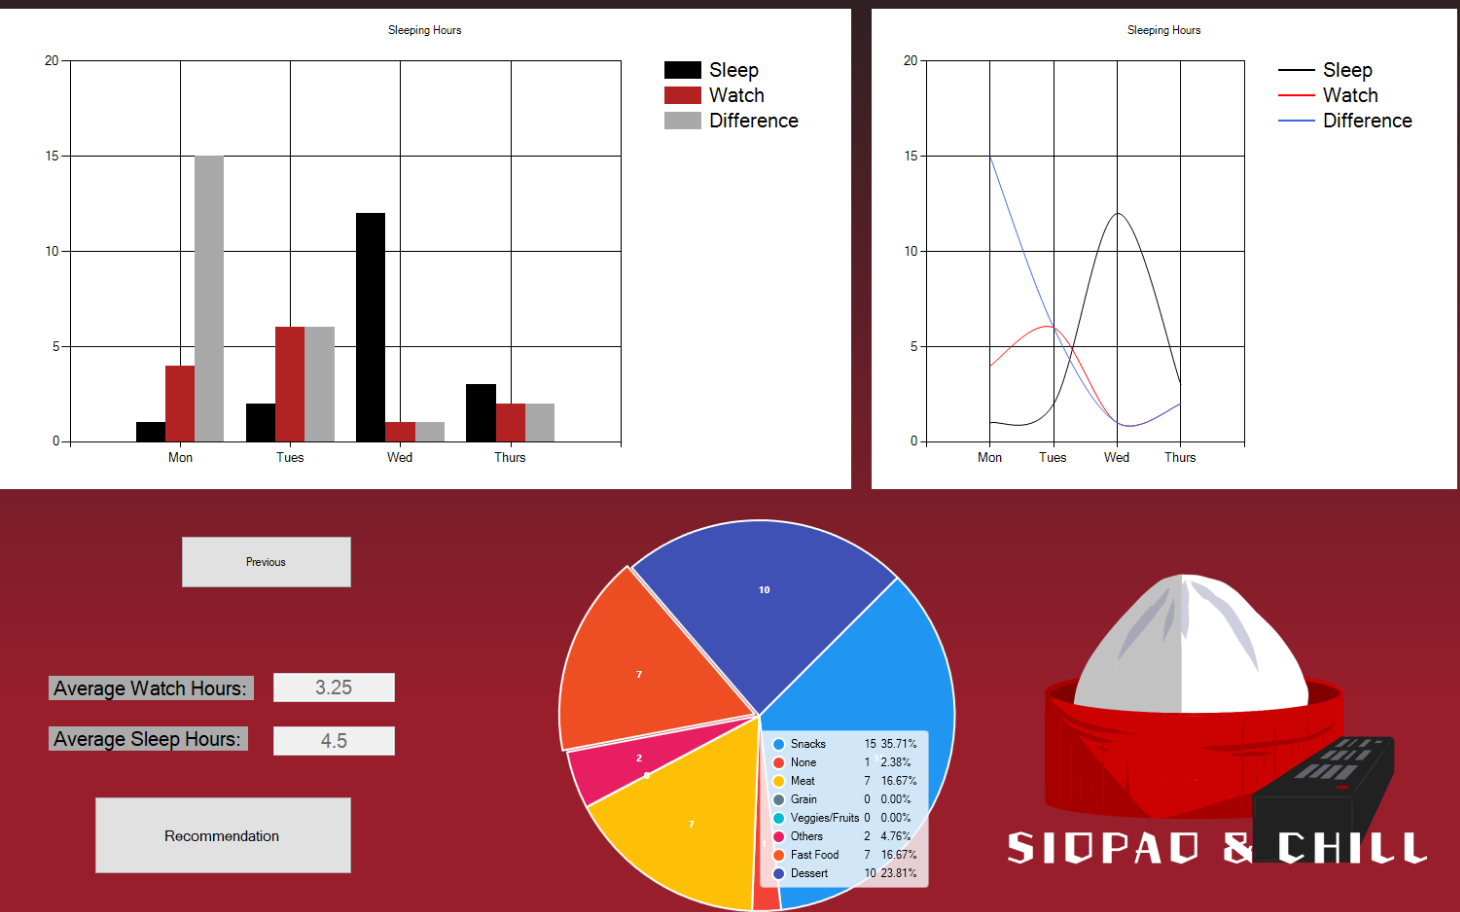 Sleeping Hours
20
15
10
5
0
Mon Tues Wed Thurs
Sleep
Watch
Difference
Sleeping Hours
20
15
10
5
0
Mon Tues Wed Thurs
Sleep
Watch
Difference
Previous
Average Watch Hours: 3.25
Average Sleep Hours: 4.5
Recommendation
10
7
2
0
7
1
Snacks 15 35.71%
None 1 2.38%
Meat 7 16.67%
Grain 0 0.00%
Veggies/Fruits 0 0.00%
Others 2 4.76%
Fast Food 7 16.67%
Dessert 10 23.81%
SIOPAO & CHILL